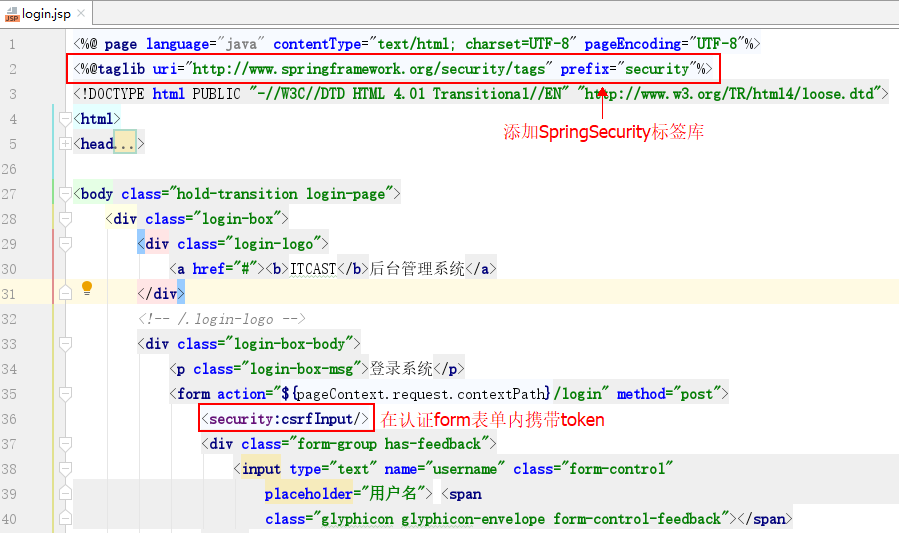 login.jsp
1 <%@ page language="java" contentType="text/html; charset=UTF-8" pageEncoding="UTF-8"%>
2 <%@taglib uri="http://www.springframework.org/security/tags" prefix="security"%>
3 <!DOCTYPE html PUBLIC "-//W3C//DTD HTML 4.01 Transitional//EN" "http://www.w3.org/TR/html4/loose.dtd">
4 <html>
添加SpringSecurity标签库
5 <head...>
26
27 <body class="hold-transition login-page">
28 <div class="login-box">
29 <div class="login-logo">
30 <a href="#"><b>ITCAST</b>后台管理系统</a>
31 </div>
32 <!-- /.login-logo -->
33 <div class="login-box-body">
34 <p class="login-box-msg">登录系统</p>
35 <form action="${pageContext.request.contextPath}/login" method="post">
36 <security:csrfInput/> 在认证form表单内携带token
37 <div class="form-group has-feedback">
38 <input type="text" name="username" class="form-control"
39 placeholder="用户名"> <span
40 class="glyphicon glyphicon-envelope form-control-feedback"></span>